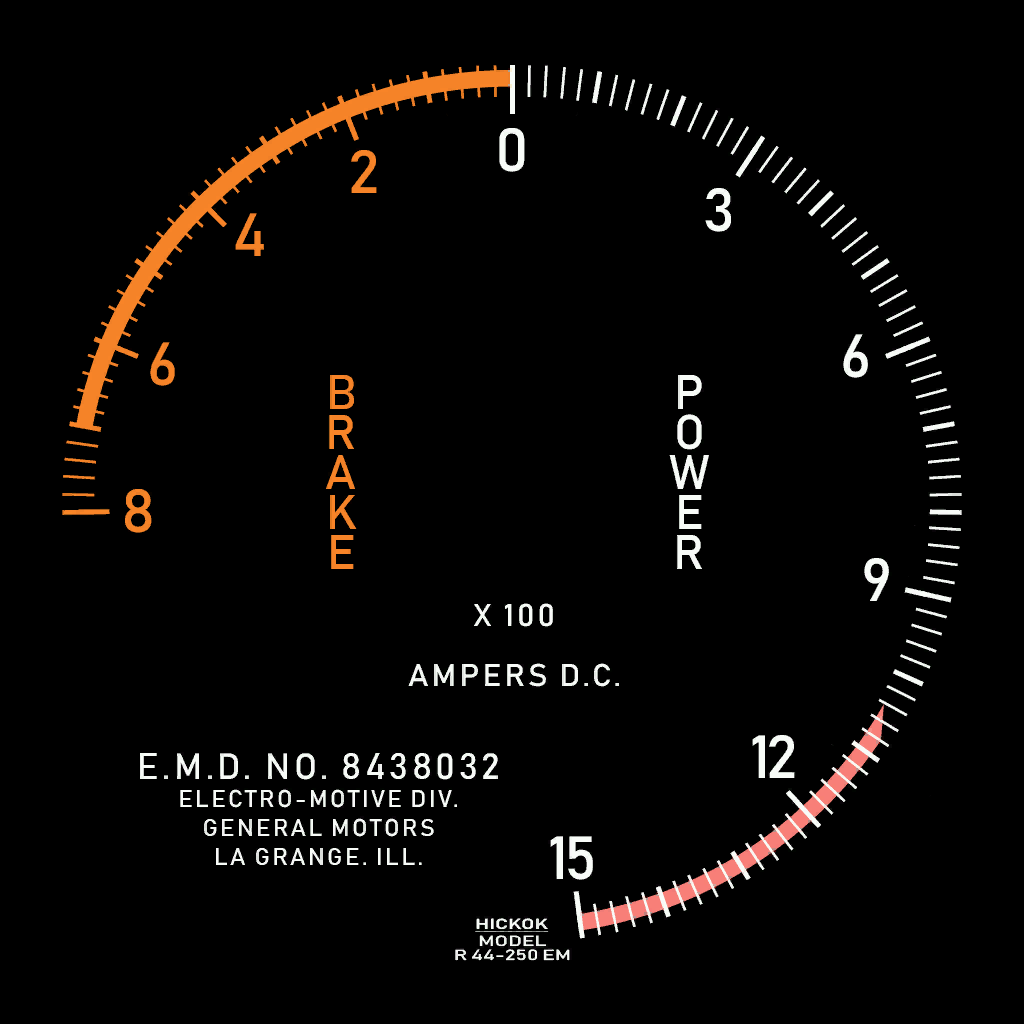 0
2
3
4
6
6
8
9
12
15
BRAKE
POWER
X 100
AMPERS D.C.
E.M.D. NO. 8438032
ELECTRO-MOTIVE DIV.
GENERAL MOTORS
LA GRANGE. ILL.
HICKOK
MODEL
R 44-250 EM